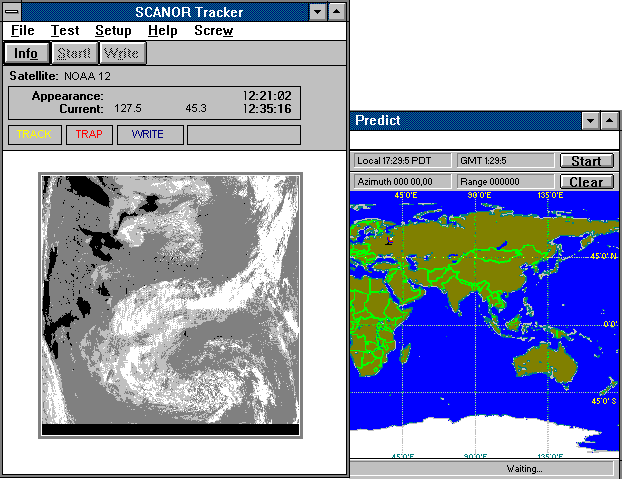 SCANOR Tracker
File Test Setup Help Screw
Info Start! Write
Satellite: NOAA 12
Appearance: 12:21:02
Current: 127.5 45.3 12:35:16
TRACK TRAP WRITE
Predict
Local 17:29:5 PDT GMT 1:29:5 Start
Azimuth 000 00,00 Range 000000 Clear
45°0'E 90°0'E 135°0'E
45°0' N
0°0'
45°0' S
45°0'E 90°0'E 135°0'E
Waiting...